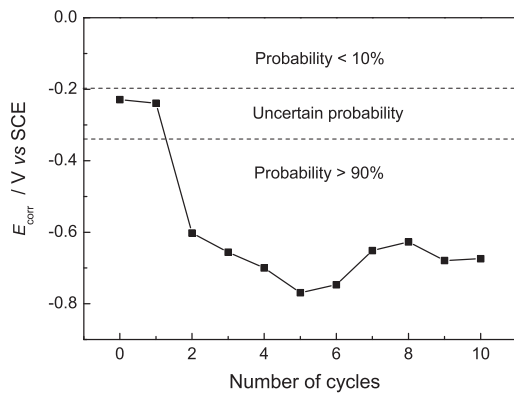 0.0
-0.2
-0.4
-0.6
-0.8
E corr / V vs SCE
Probability < 10%
Uncertain probability
Probability > 90%
0 2 4 6 8 10
Number of cycles